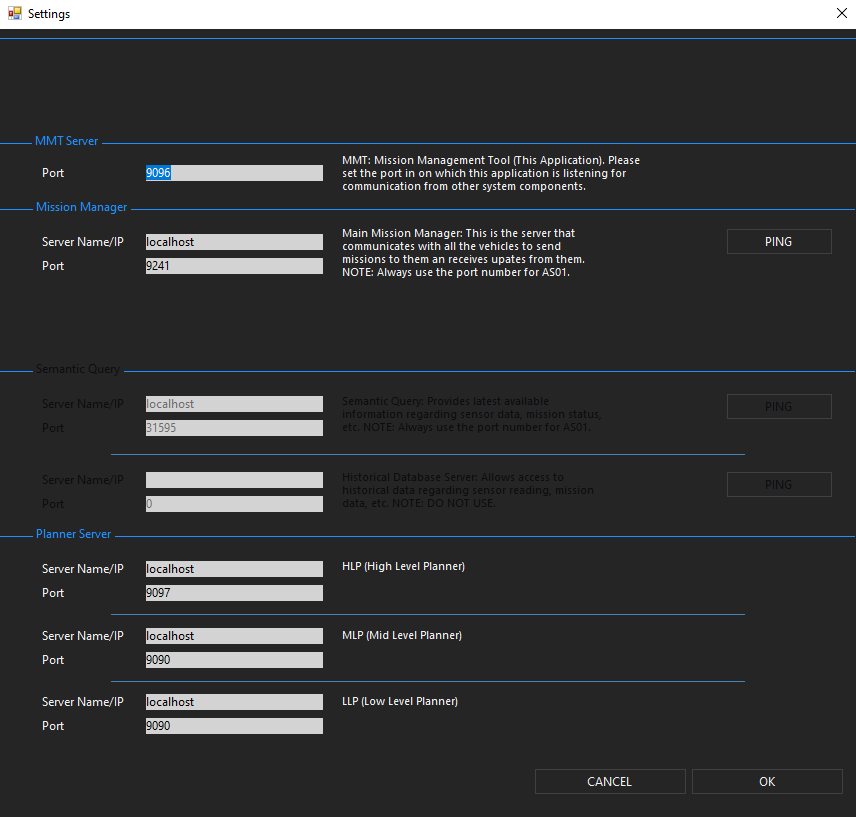 Settings
MMT Server
Port
9096
MMT: Mission Management Tool (This Application). Please
set the port in on which this application is listening for
communication from other system components.
Mission Manager
Server Name/IP
localhost
Port
9241
Main Mission Manager: This is the server that
communicates with all the vehicles to send
missions to them an receives upates from them.
NOTE: Always use the port number for AS01.
PING
Semantic Query
Server Name/IP
localhost
Port
31595
Semantic Query: Provides latest available
information regarding sensor data, mission status,
etc. NOTE: Always use the port number for AS01.
PING
Server Name/IP
Port
0
Historical Database Server: Allows access to
historical data regarding sensor reading, mission
data, etc. NOTE: DO NOT USE.
PING
Planner Server
Server Name/IP
localhost
HLP (High Level Planner)
Port
9097
Server Name/IP
localhost
MLP (Mid Level Planner)
Port
9090
Server Name/IP
localhost
LLP (Low Level Planner)
Port
9090
CANCEL
OK